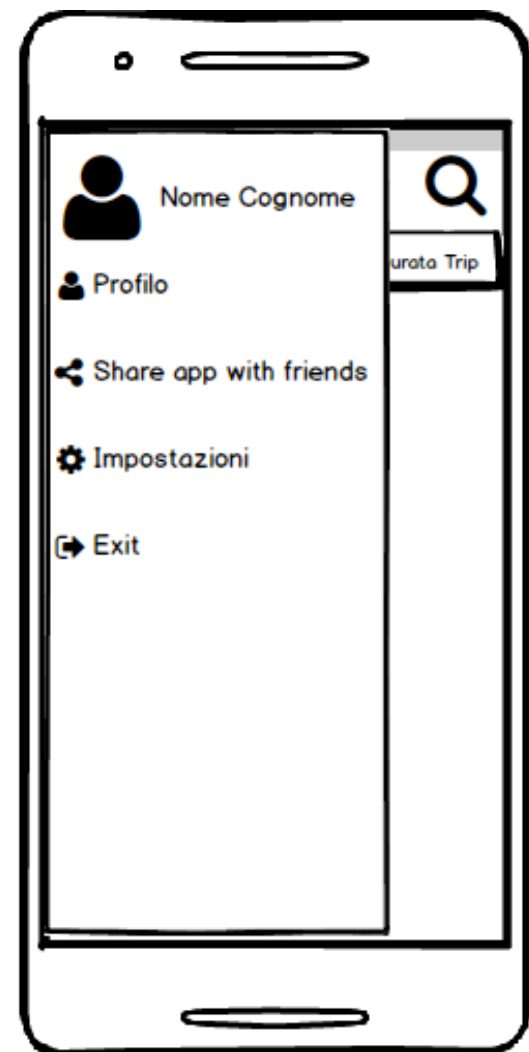 Nome Cognome
urata Trip
Profilo
Share app with friends
Impostazioni
Exit